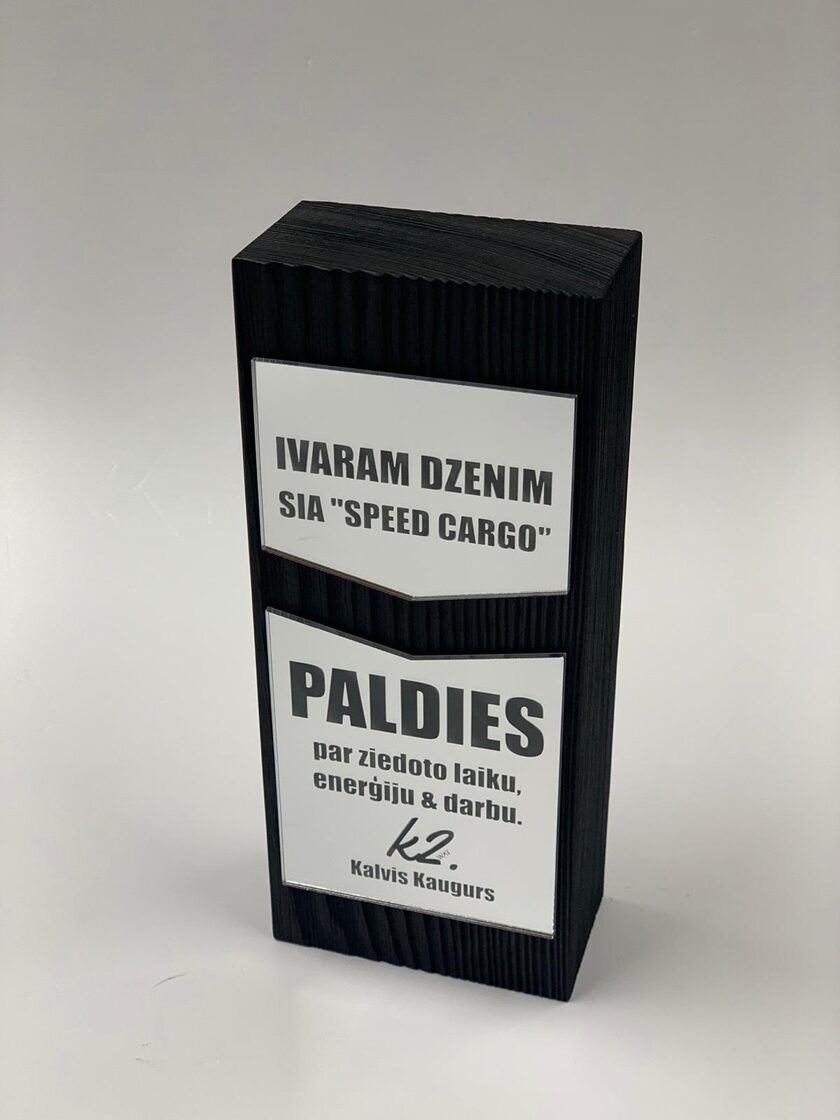 IVARAM DZENIM
SIA "SPEED CARGO"
PALDIES
par ziedoto laiku,
enerģiju & darbu.
k2.
Kalvis Kaugurs